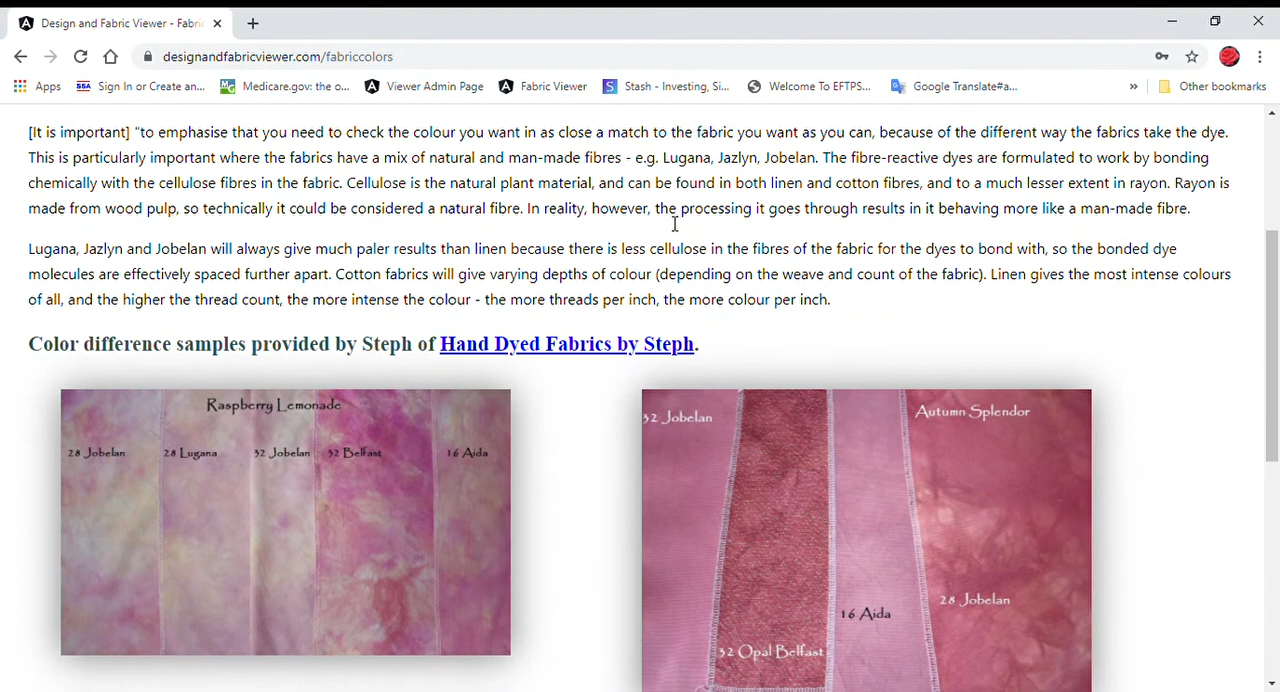 Design and Fabric Viewer - Fabric
designandfabricviewer.com/fabriccolors
Apps
SSA Sign In or Create an...
MG Medicare.gov: the o...
Viewer Admin Page
Fabric Viewer
S Stash - Investing, Si...
Welcome To EFTPS...
Google Translate#a...
»
Other bookmarks
[It is important] "to emphasise that you need to check the colour you want in as close a match to the fabric you want as you can, because of the different way the fabrics take the dye.
This is particularly important where the fabrics have a mix of natural and man-made fibres - e.g. Lugana, Jazlyn, Jobelan. The fibre-reactive dyes are formulated to work by bonding
chemically with the cellulose fibres in the fabric. Cellulose is the natural plant material, and can be found in both linen and cotton fibres, and to a much lesser extent in rayon. Rayon is
made from wood pulp, so technically it could be considered a natural fibre. In reality, however, the processing it goes through results in it behaving more like a man-made fibre.
Lugana, Jazlyn and Jobelan will always give much paler results than linen because there is less cellulose in the fibres of the fabric for the dyes to bond with, so the bonded dye
molecules are effectively spaced further apart. Cotton fabrics will give varying depths of colour (depending on the weave and count of the fabric). Linen gives the most intense colours
of all, and the higher the thread count, the more intense the colour - the more threads per inch, the more colour per inch.
Color difference samples provided by Steph of Hand Dyed Fabrics by Steph.
Raspberry Lemonade
28 Jobelan
28 Lugana
32 Jobelan
32 Belfast
16 Aida
32 Jobelan
Autumn Splendor
28 Jobelan
16 Aida
32 Opal Belfast